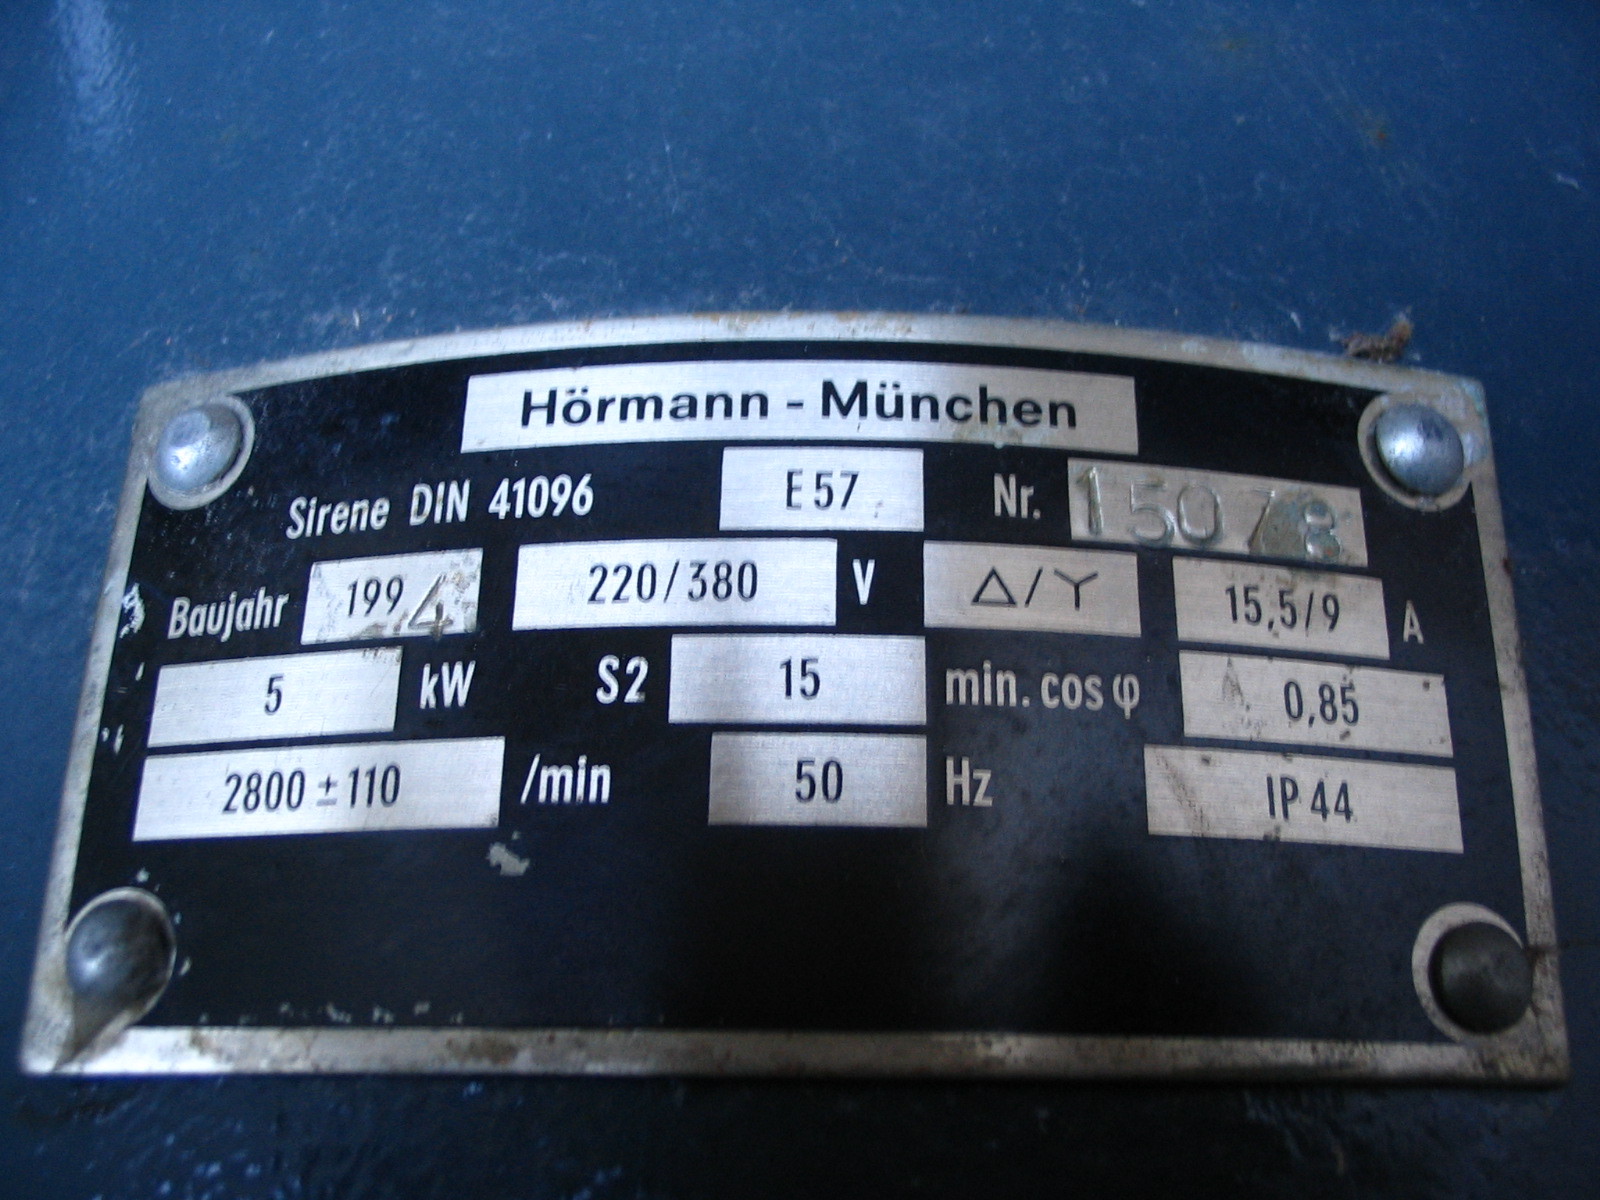 Hörmann - München
Sirene DIN 41096 E 57 Nr. 15078
Baujahr 1994 220/380 V Δ/Y 15,5/9 A
5 kW S2 15 min. cos φ 0,85
2800 ± 110 /min 50 Hz IP 44